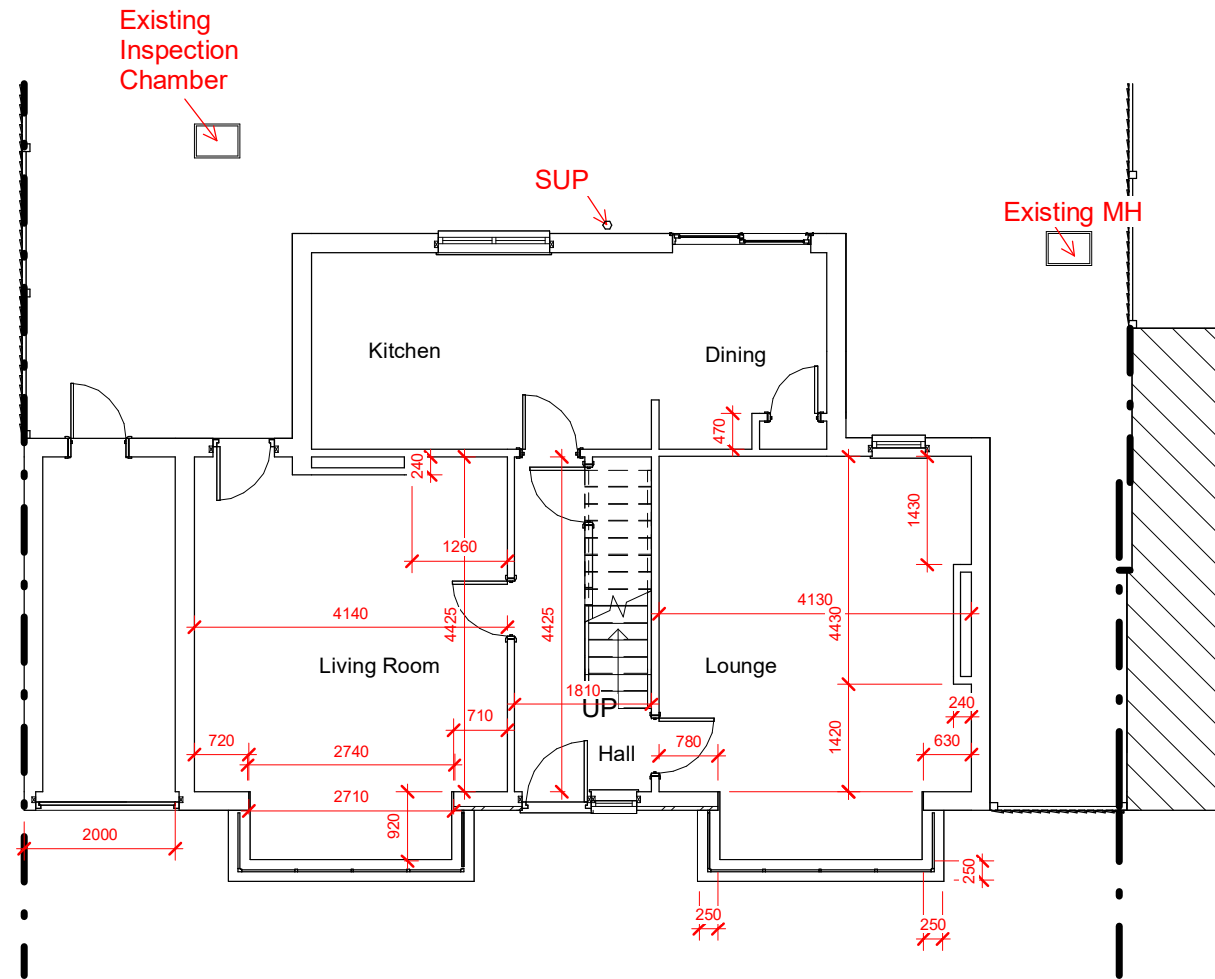 Existing
Inspection
Chamber
SUP
Existing MH
Kitchen
Dining
470
240
1430
1260
4140
4425
4425
4130
4430
Living Room
Lounge
1810
UP
710
240
720
2740
Hall
780
1420
630
2710
920
2000
250
250
250